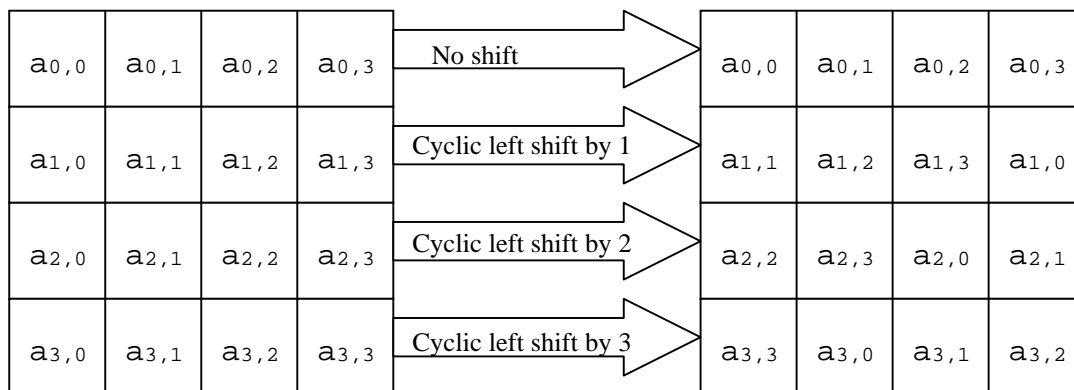 a0,0 a0,1 a0,2 a0,3 No shift a0,0 a0,1 a0,2 a0,3
a1,0 a1,1 a1,2 a1,3 Cyclic left shift by 1 a1,1 a1,2 a1,3 a1,0
a2,0 a2,1 a2,2 a2,3 Cyclic left shift by 2 a2,2 a2,3 a2,0 a2,1
a3,0 a3,1 a3,2 a3,3 Cyclic left shift by 3 a3,3 a3,0 a3,1 a3,2